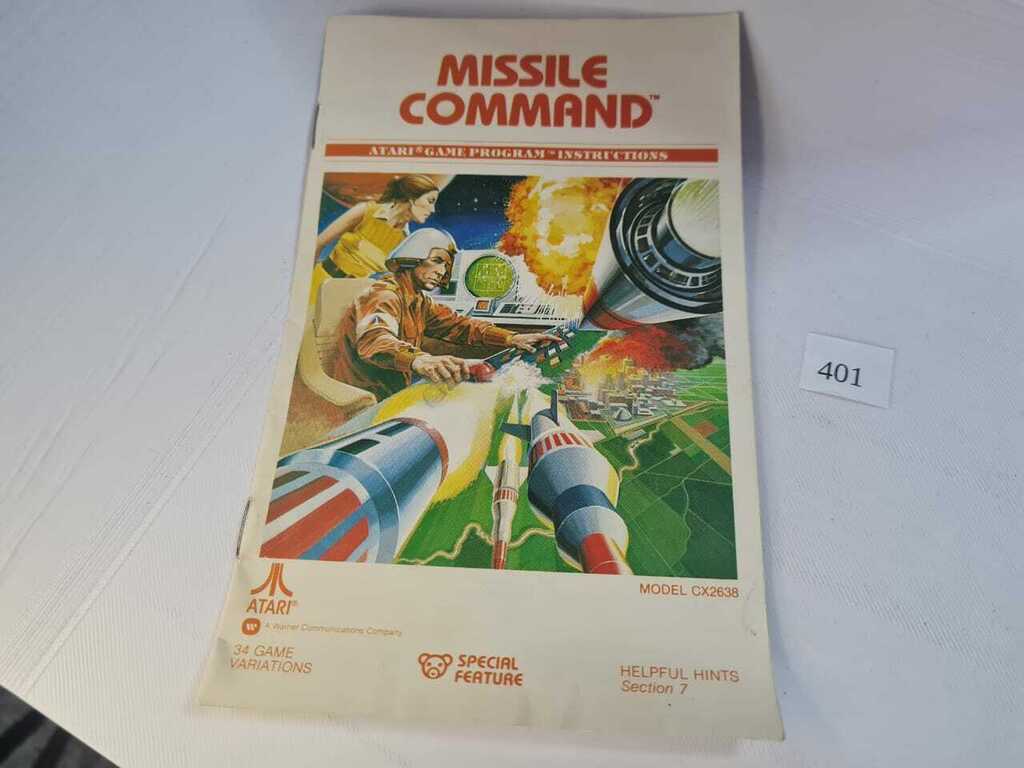 MISSILE
COMMAND™
ATARI® GAME PROGRAM™ INSTRUCTIONS
401
MODEL CX2638
ATARI®
A Warner Communications Company
34 GAME
VARIATIONS
SPECIAL
FEATURE
HELPFUL HINTS
Section 7